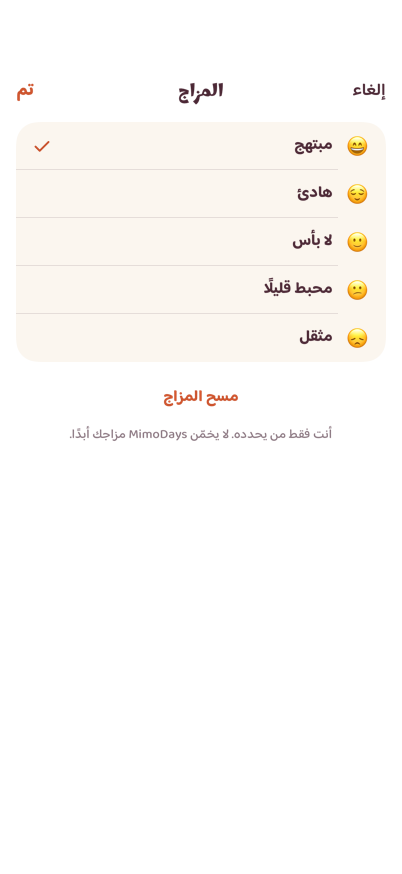 إلغاء
المزاج
تم
مبتهج
هادئ
لا بأس
محبط قليلًا
مثقل
مسح المزاج
أنت فقط من يحدده. لا يخمّن MimoDays مزاجك أبدًا.